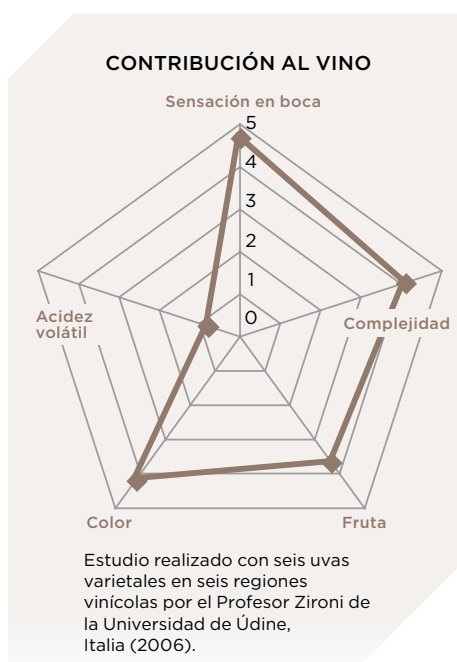 CONTRIBUCIÓN AL VINO
Sensación en boca
5
4
3
2
1
0
Acidez
volátil
Complejidad
Color
Fruta
Estudio realizado con seis uvas
varietales en seis regiones
vinícolas por el Profesor Zironi de
la Universidad de Údine,
Italia (2006).